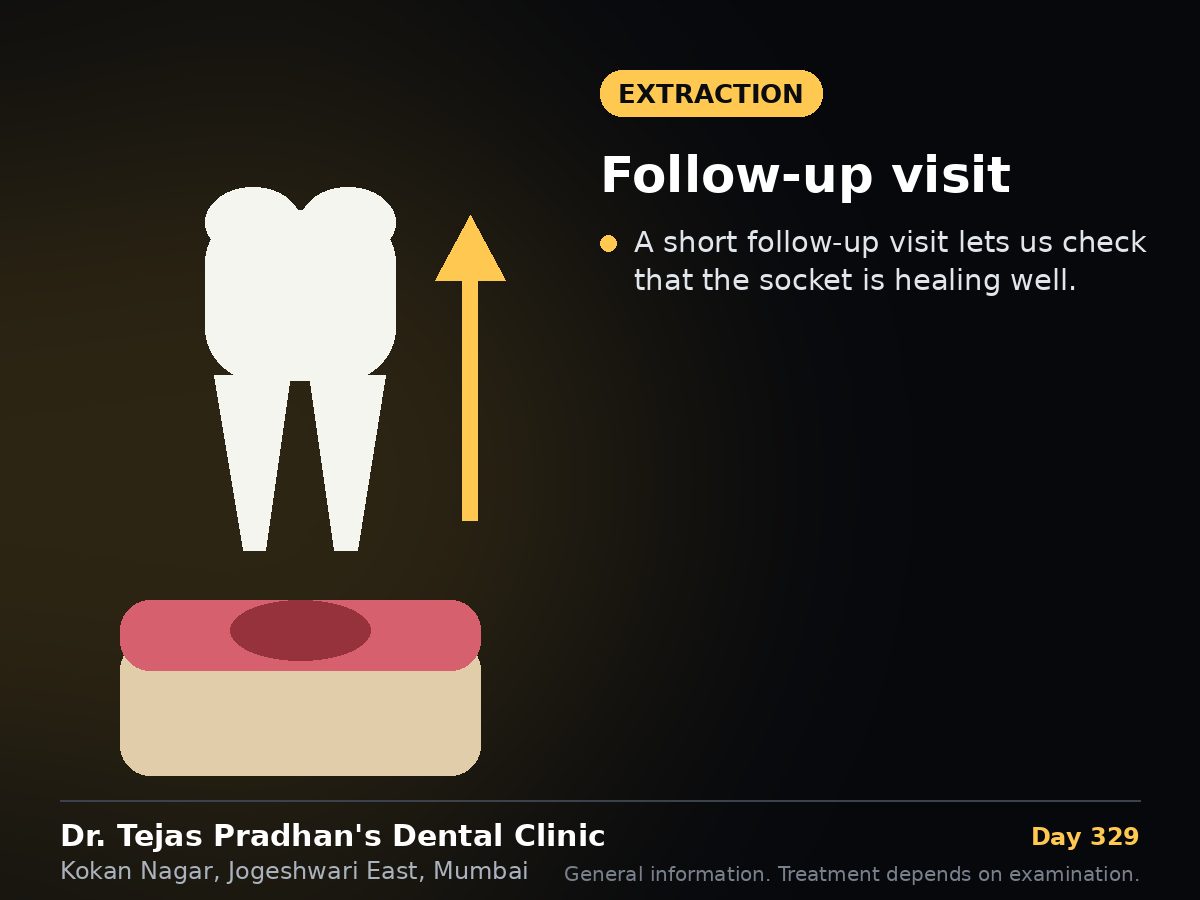 EXTRACTION
Follow-up visit
A short follow-up visit lets us check
that the socket is healing well.
Dr. Tejas Pradhan's Dental Clinic
Day 329
Kokan Nagar, Jogeshwari East, Mumbai
General information. Treatment depends on examination.